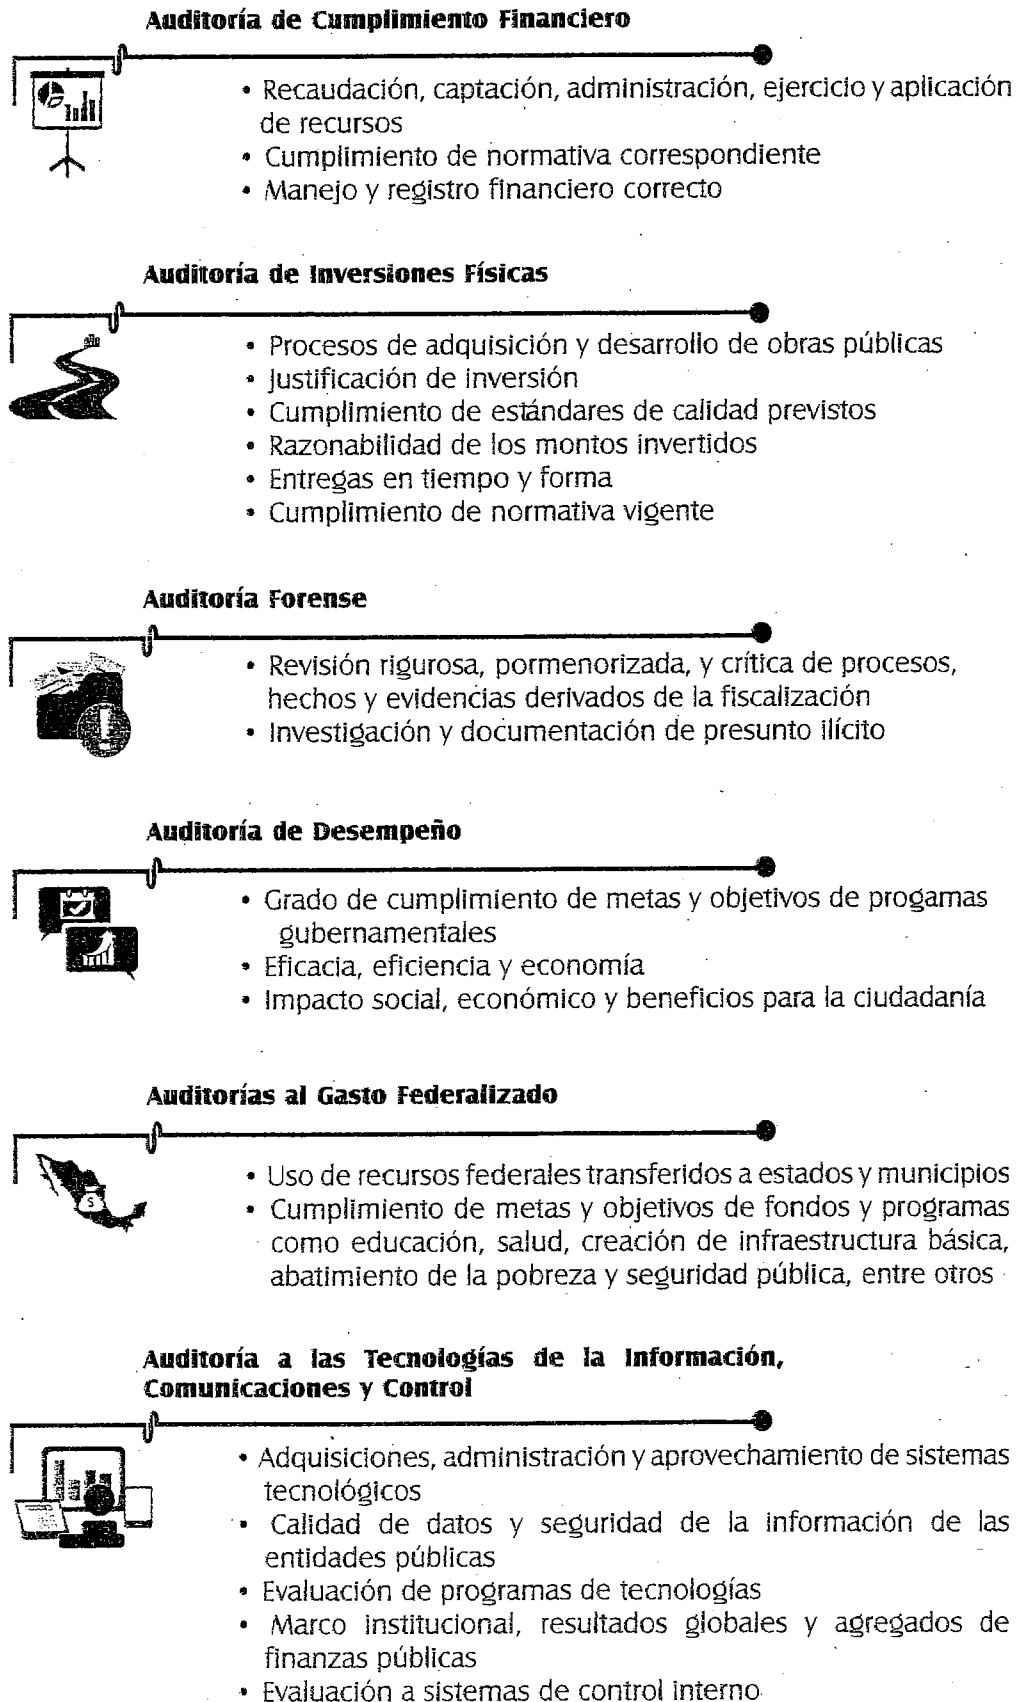 Auditoría de Cumplimiento Financiero
• Recaudación, captación, administración, ejercicio y aplicación
de recursos
• Cumplimiento de normativa correspondiente
• Manejo y registro financiero correcto
Auditoría de Inversiones Físicas
• Procesos de adquisición y desarrollo de obras públicas
• Justificación de inversión
• Cumplimiento de estándares de calidad previstos
• Razonabilidad de los montos invertidos
• Entregas en tiempo y forma
• Cumplimiento de normativa vigente
Auditoría Forense
• Revisión rigurosa, pormenorizada, y crítica de procesos,
hechos y evidencias derivados de la fiscalización
• Investigación y documentación de presunto ilícito
Auditoría de Desempeño
• Grado de cumplimiento de metas y objetivos de progamas
gubernamentales
• Eficacia, eficiencia y economía
• Impacto social, económico y beneficios para la ciudadanía
Auditorías al Gasto Federalizado
$
• Uso de recursos federales transferidos a estados y municipios
• Cumplimiento de metas y objetivos de fondos y programas
como educación, salud, creación de infraestructura básica,
abatimiento de la pobreza y seguridad pública, entre otros
Auditoría a las Tecnologías de la Información,
Comunicaciones y Control
• Adquisiciones, administración y aprovechamiento de sistemas
tecnológicos
• Calidad de datos y seguridad de la información de las
entidades públicas
• Evaluación de programas de tecnologías
• Marco institucional, resultados globales y agregados de
finanzas públicas
• Evaluación a sistemas de control interno